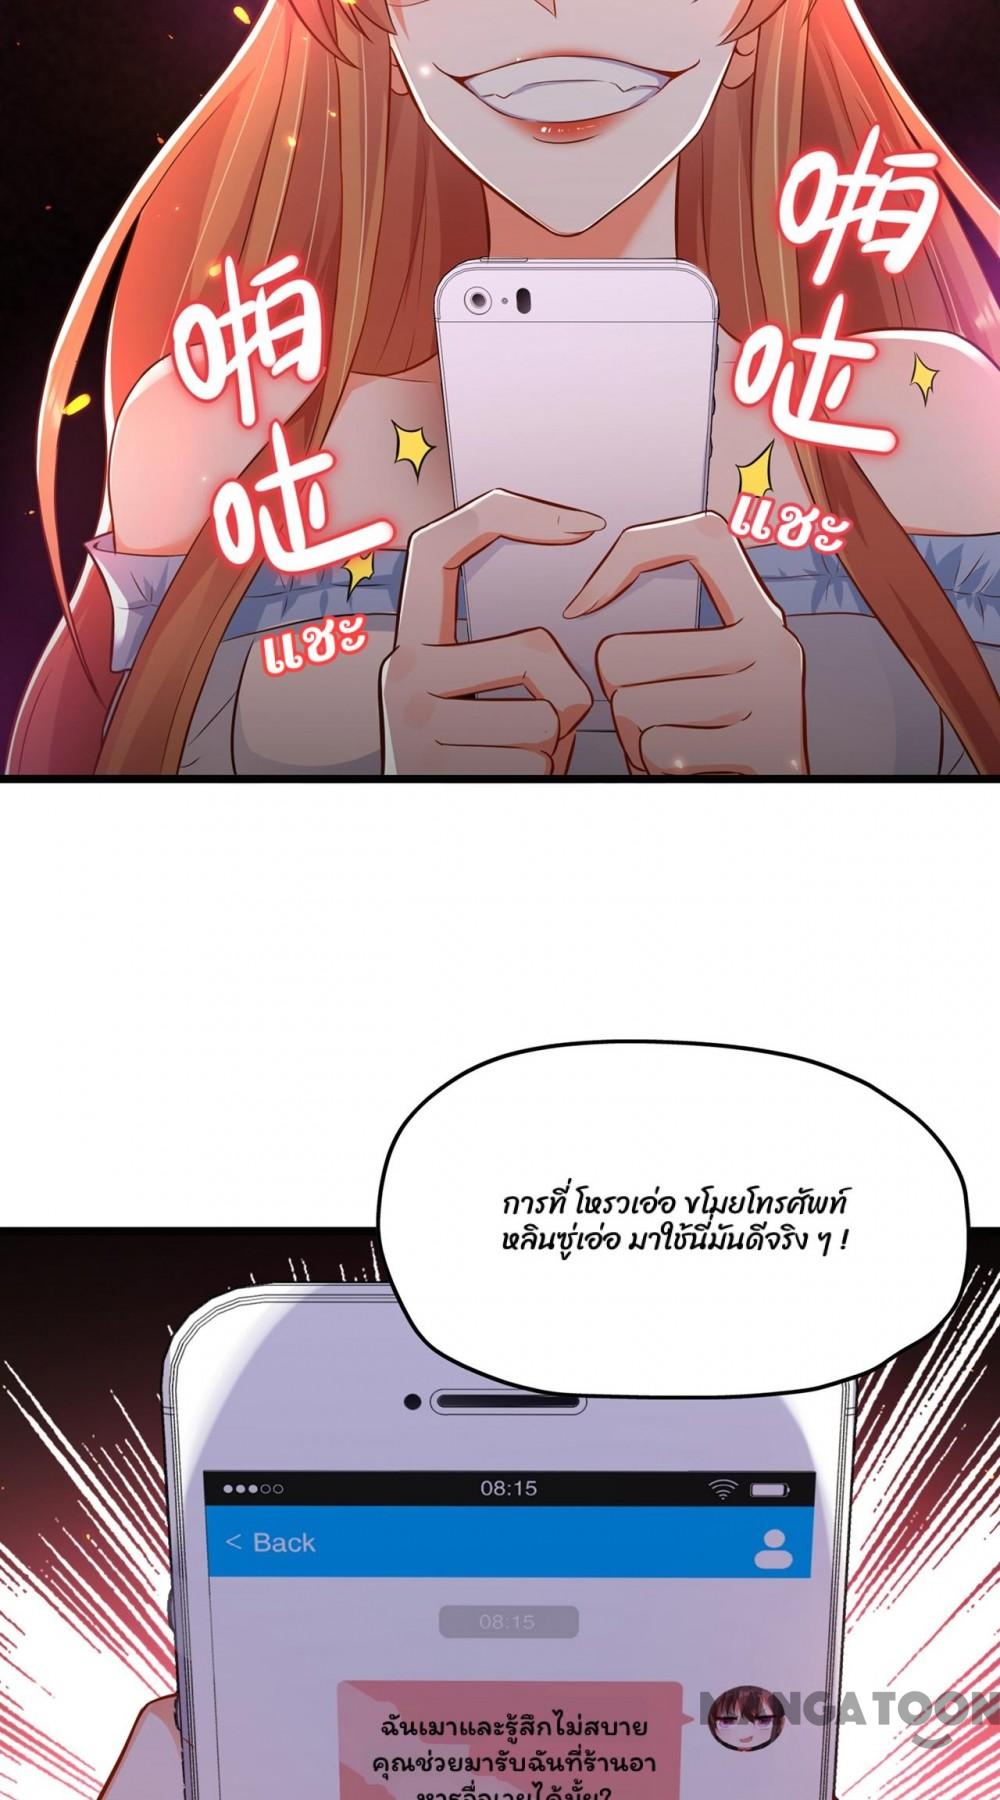 啪
啪
哒
哒
แชะ
แชะ
การที่ โหรวเอ่อ ขโมยโทรศัพท์
หลินซู่เอ่อ มาใช้นี่มันดีจริง ๆ !
08:15
< Back
08:15
MANGATOON
ฉันเมาและรู้สึกไม่สบาย
คุณช่วยมารับฉันที่ร้านอา